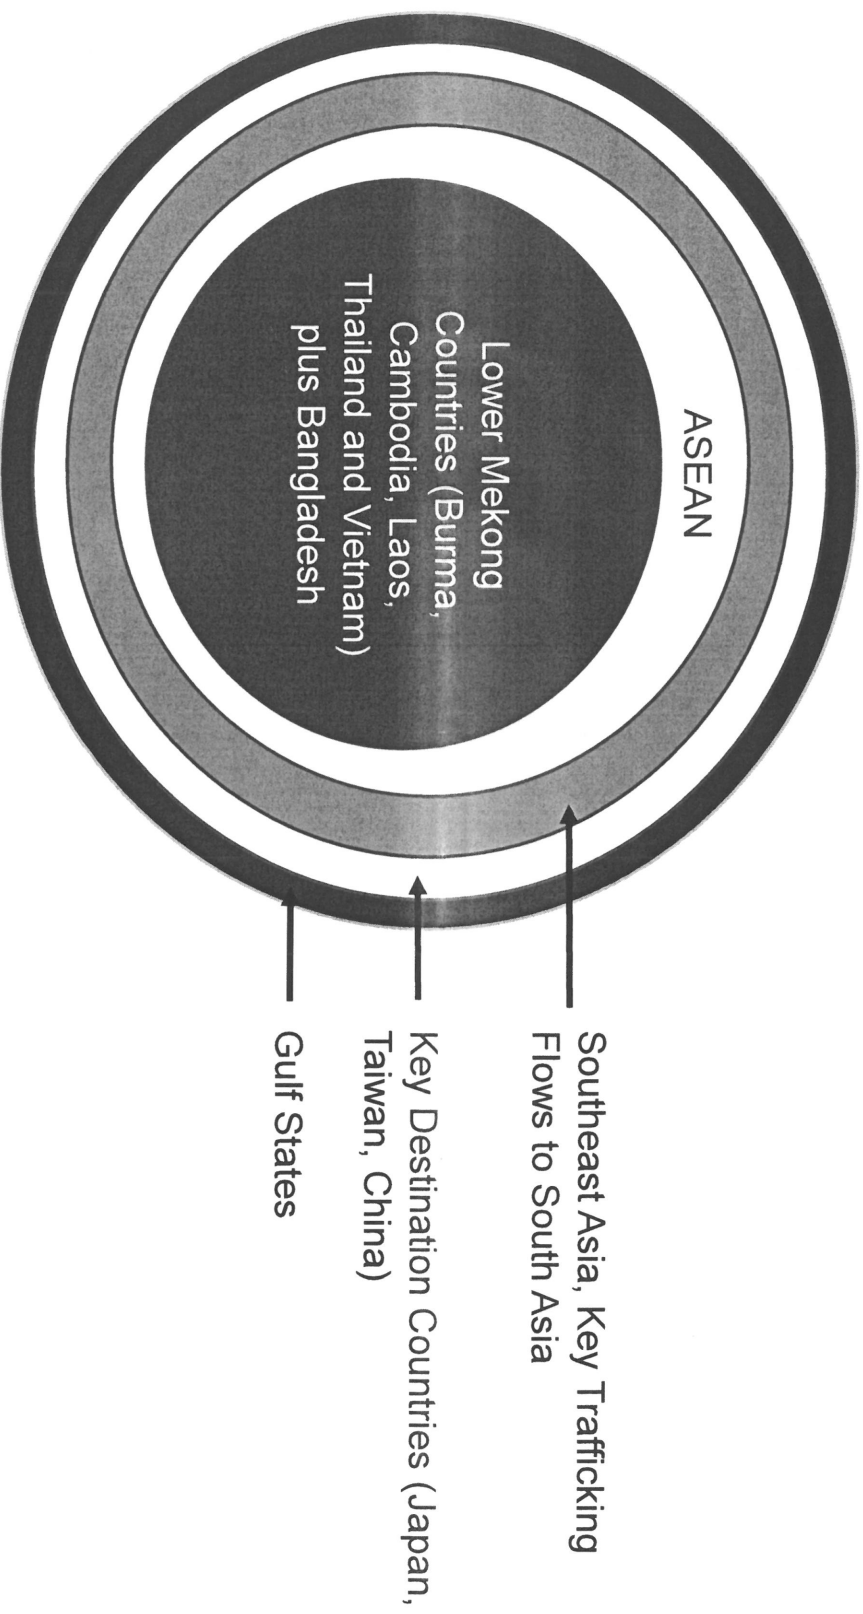 ASEAN
Lower Mekong
Countries (Burma,
Cambodia, Laos,
Thailand and Vietnam)
plus Bangladesh
Southeast Asia, Key Trafficking
Flows to South Asia
Key Destination Countries (Japan,
Taiwan, China)
Gulf States